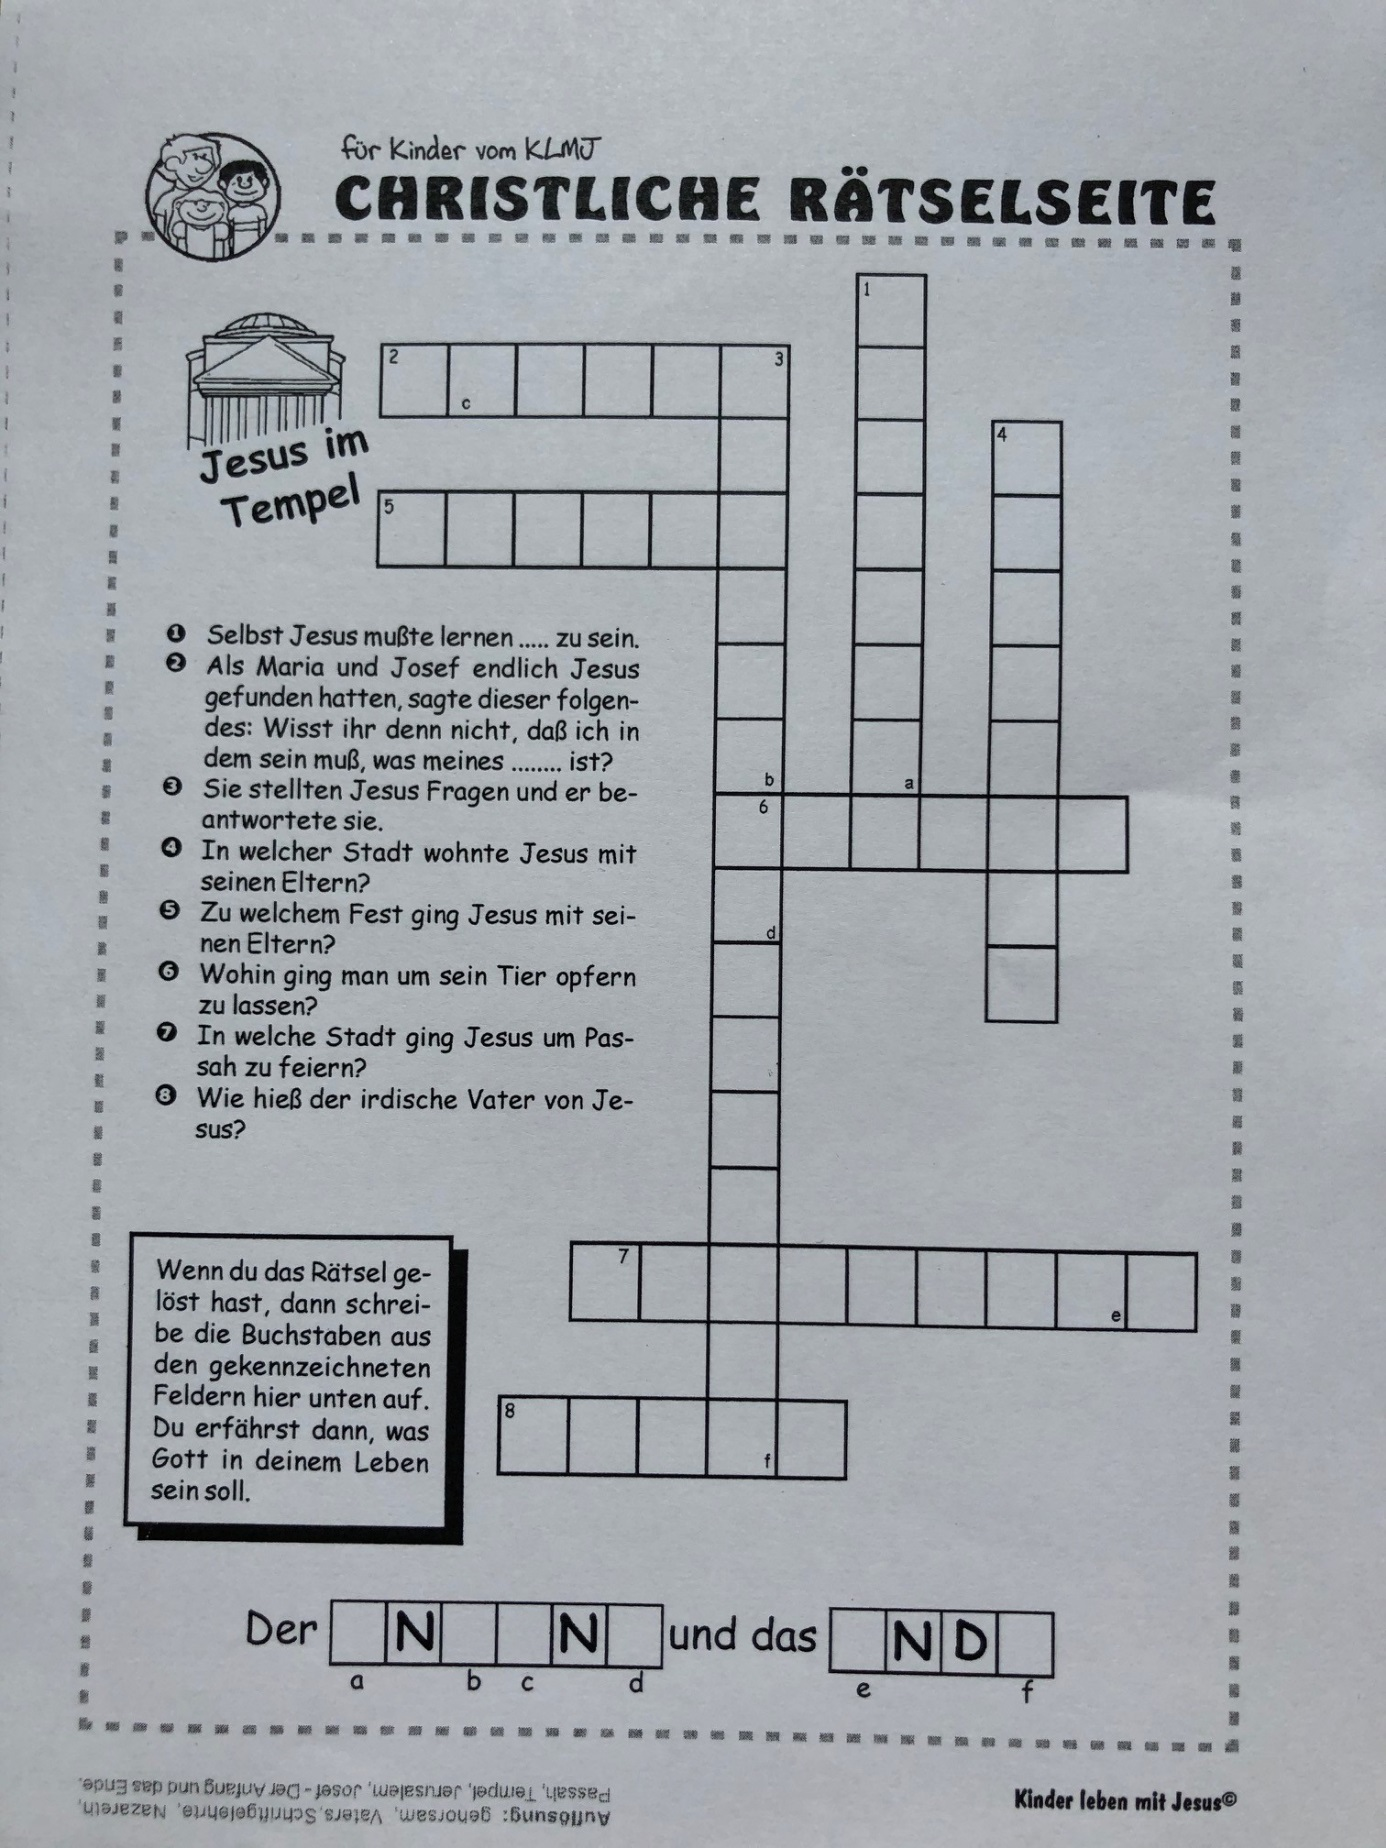 für Kinder vom KLMJ
CHRISTLICHE RÄTSELSEITE
Jesus im
Tempel
1
2
c
3
4
5
b
a
6
d
7
e
8
f
❶ Selbst Jesus mußte lernen ..... zu sein.
❷ Als Maria und Josef endlich Jesus
gefunden hatten, sagte dieser folgen-
des: Wisst ihr denn nicht, daß ich in
dem sein muß, was meines ........ ist?
❸ Sie stellten Jesus Fragen und er be-
antwortete sie.
❹ In welcher Stadt wohnte Jesus mit
seinen Eltern?
❺ Zu welchem Fest ging Jesus mit sei-
nen Eltern?
❻ Wohin ging man um sein Tier opfern
zu lassen?
❼ In welche Stadt ging Jesus um Pas-
sah zu feiern?
❽ Wie hieß der irdische Vater von Je-
sus?
Wenn du das Rätsel ge-
löst hast, dann schrei-
be die Buchstaben aus
den gekennzeichneten
Feldern hier unten auf.
Du erfährst dann, was
Gott in deinem Leben
sein soll.
Der N N und das N D
a b c d e f
Auflösung: gehorsam, Vaters, Schriftgelehrte, Nazareth,
Passah, Tempel, Jerusalem, Josef - Der Anfang und das Ende.
Kinder leben mit Jesus©